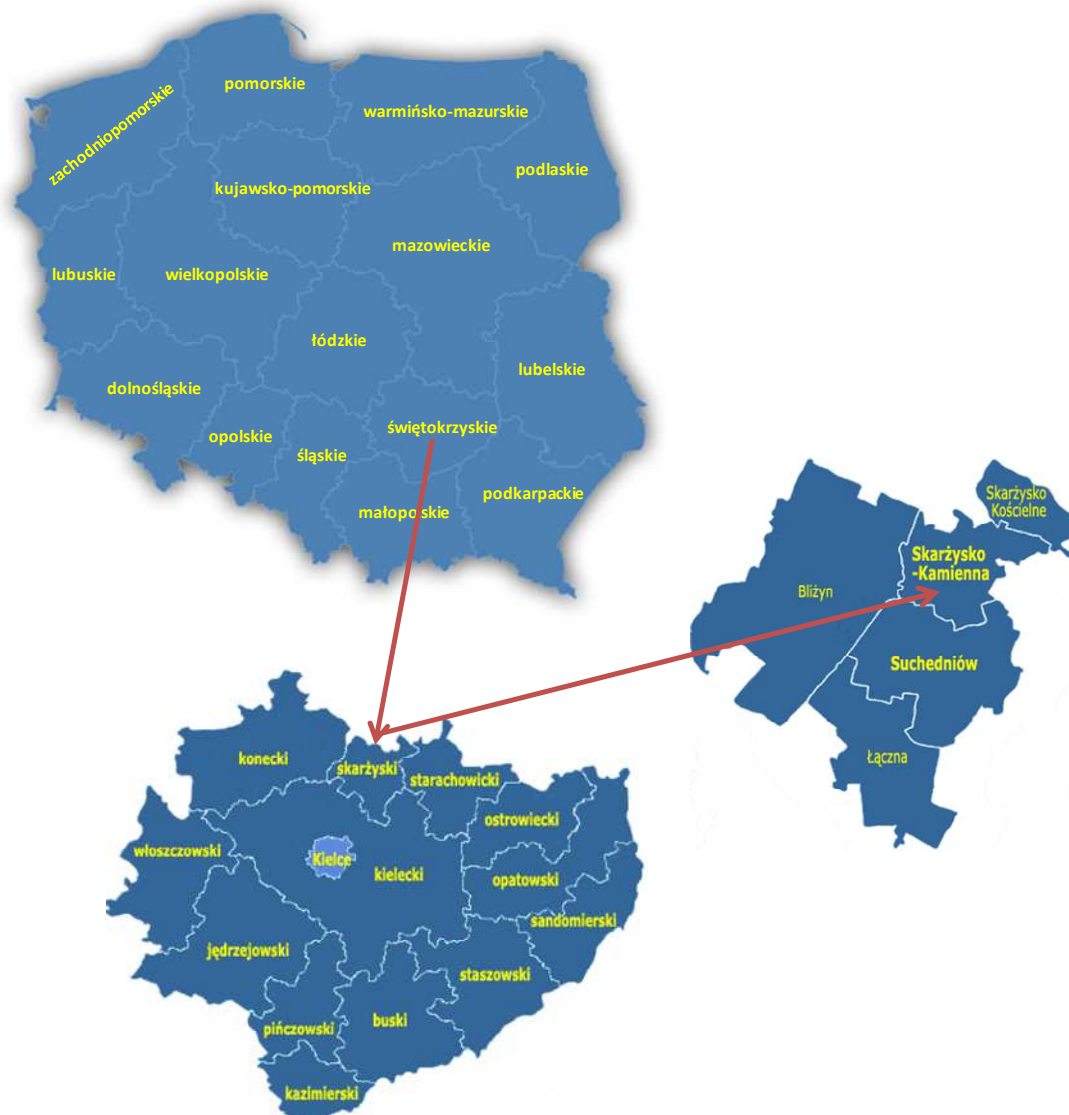 pomorskie
zachodniopomorskie
warmińsko-mazurskie
podlaskie
kujawsko-pomorskie
mazowieckie
lubuskie
wielkopolskie
łódzkie
lubelskie
dolnośląskie
świętokrzyskie
opolskie
śląskie
podkarpackie
małopolskie
Skarżysko
Kościelne
Skarżysko
-Kamienna
Bliżyn
Suchedniów
Łączna
konecki
skarżyski
starachowicki
ostrowiecki
włoszczowski
Kielce
kielecki
opatowski
sandomierski
jędrzejowski
staszowski
pińczowski
buski
kazimierski